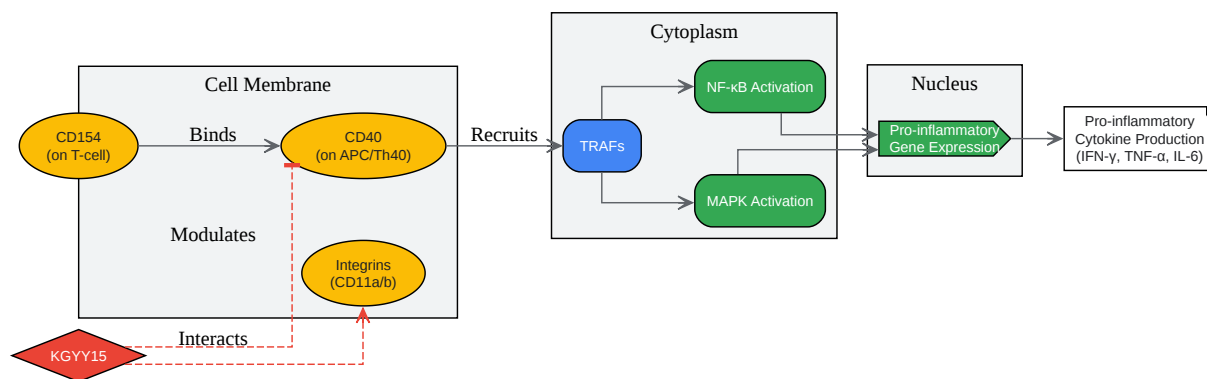 Cell Membrane
CD154
(on T-cell)
Binds
CD40
(on APC/Th40)
Modulates
Integrins
(CD11a/b)
Interacts
KGYY15
Recruits
Cytoplasm
TRAFs
NF-κB Activation
MAPK Activation
Nucleus
Pro-inflammatory
Gene Expression
Pro-inflammatory
Cytokine Production
(IFN-γ, TNF-α, IL-6)